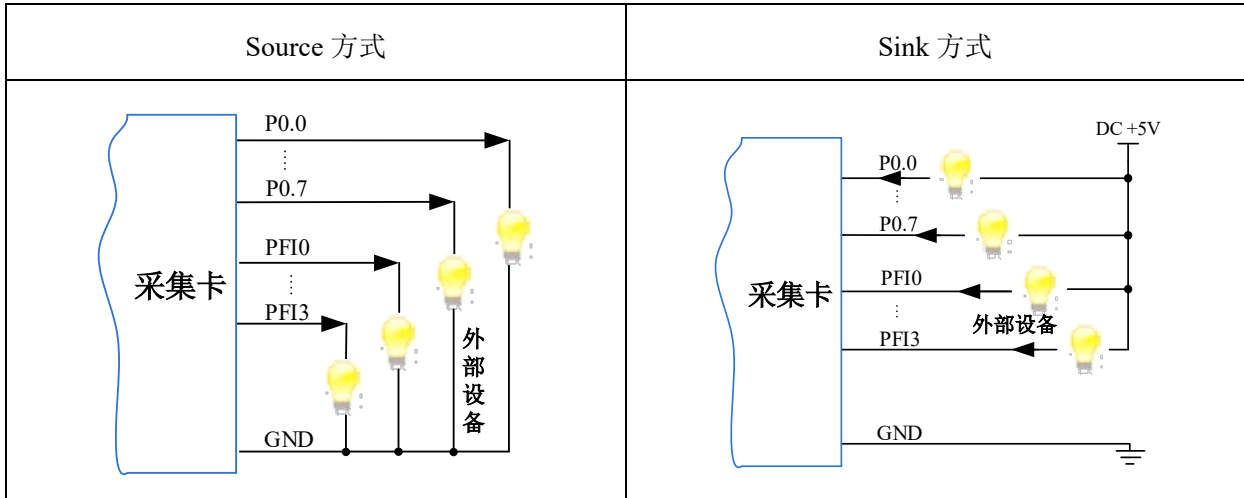 Source 方式
Sink 方式
P0.0
P0.7
PFI0
PFI3
GND
采集卡
外部设备
DC +5V
P0.0
P0.7
PFI0
PFI3
GND
采集卡
外部设备